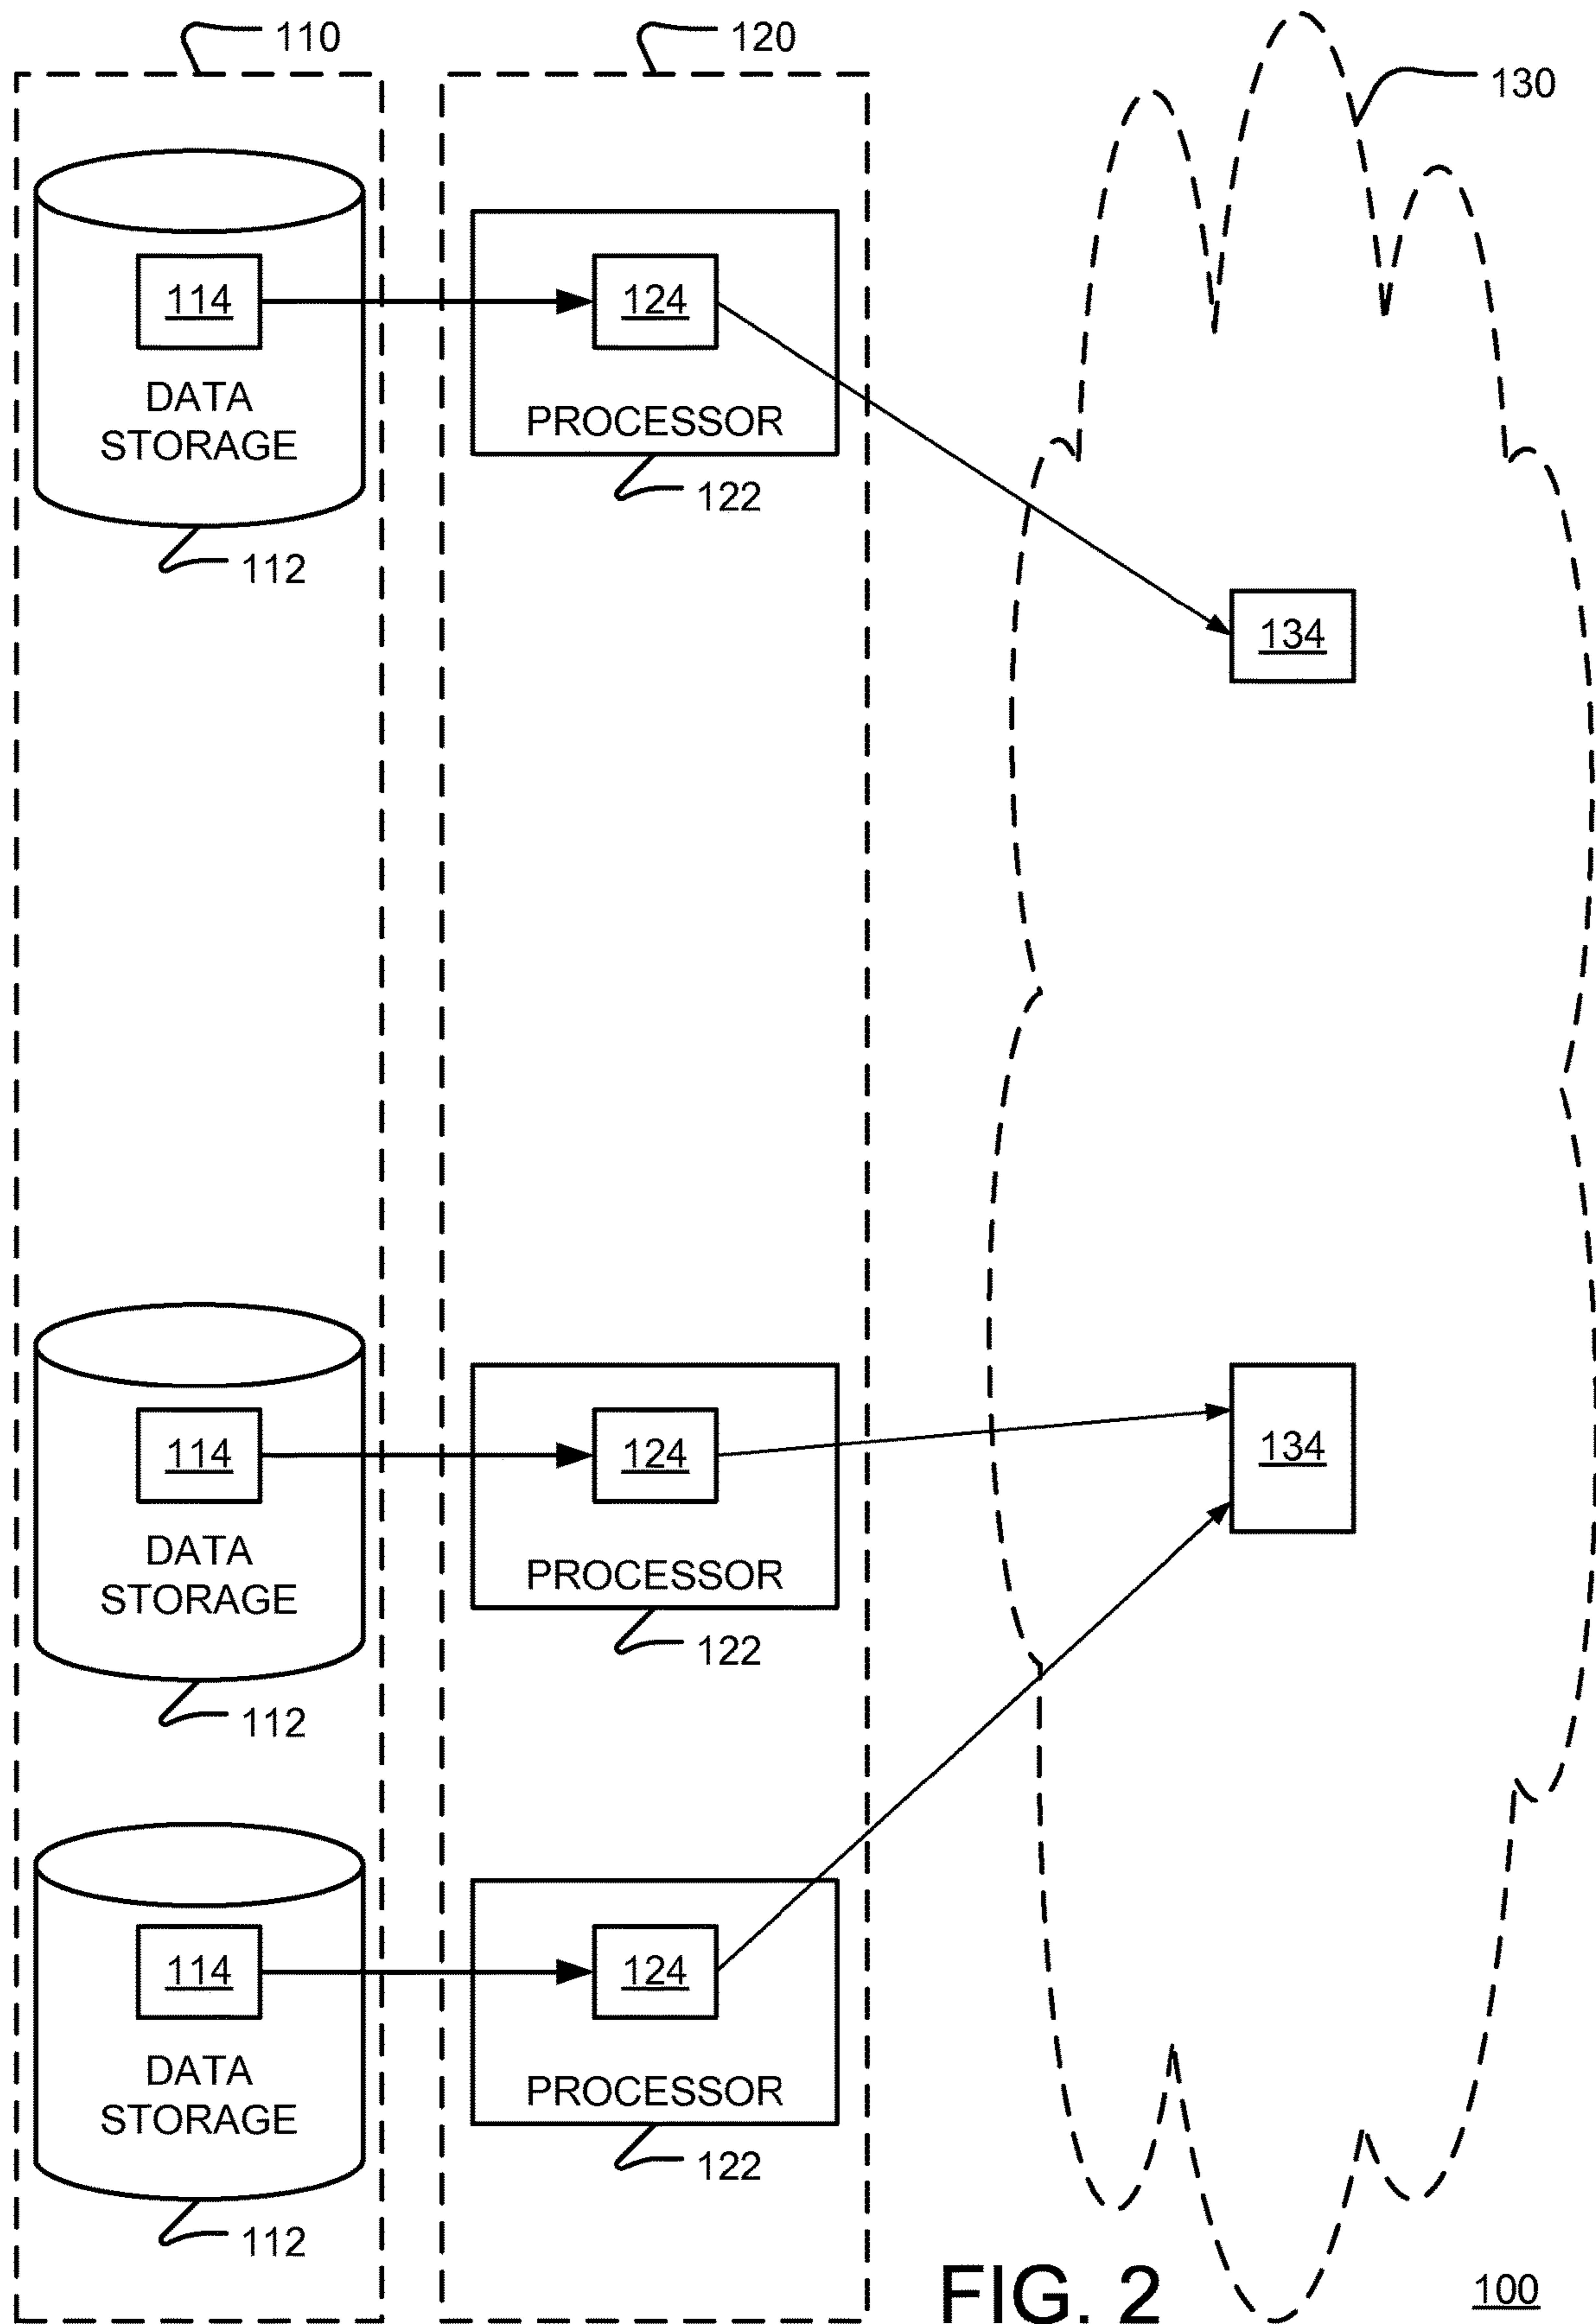 110
120
130
114
124
DATA
STORAGE
PROCESSOR
122
112
134
114
124
134
DATA
STORAGE
PROCESSOR
122
112
114
124
DATA
STORAGE
PROCESSOR
122
112
FIG. 2
100